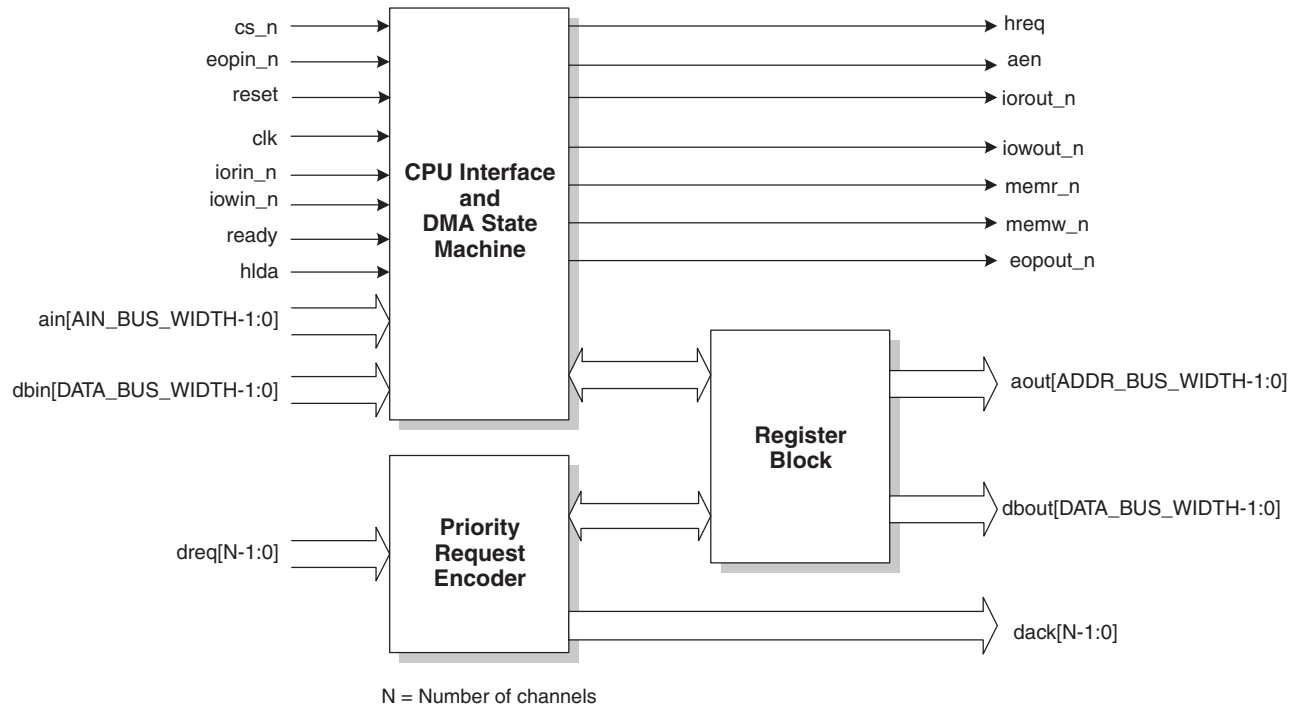 cs_n
eopin_n
reset
clk
iorin_n
iowin_n
ready
hlda
ain[AIN_BUS_WIDTH-1:0]
dbin[DATA_BUS_WIDTH-1:0]
CPU Interface
and
DMA State
Machine
hreq
aen
iorout_n
iowout_n
memr_n
memw_n
eopout_n
Register
Block
aout[ADDR_BUS_WIDTH-1:0]
dbout[DATA_BUS_WIDTH-1:0]
dreq[N-1:0]
Priority
Request
Encoder
dack[N-1:0]
N = Number of channels